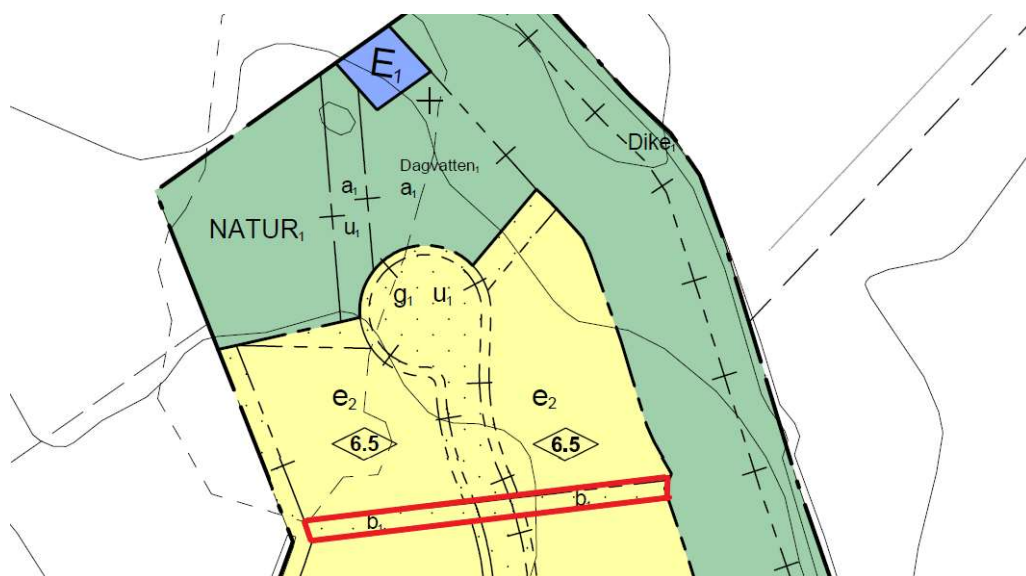 E₁
Dike₁
Dagvatten₁
a₁ a₁
NATUR₁ u₁
g₁ u₁
e₂ e₂
6.5 6.5
b₁
b₁